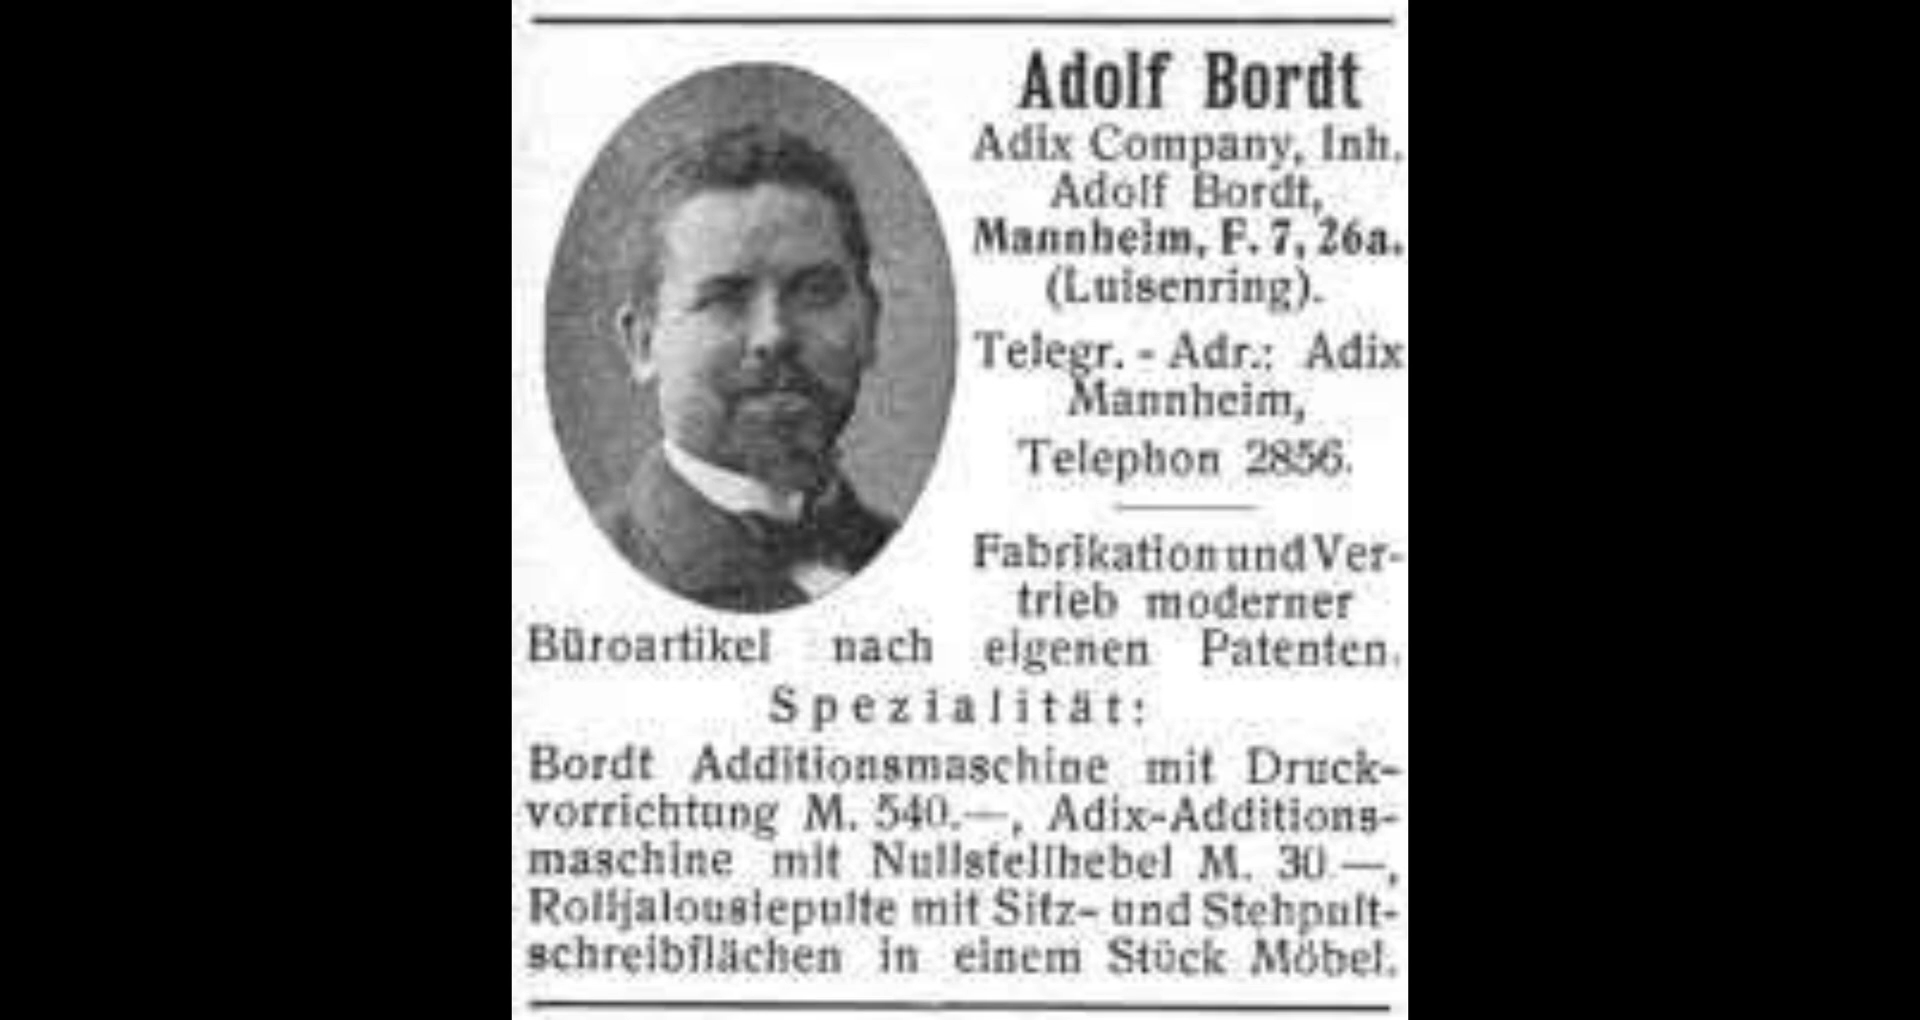 Adolf Bordt
Adix Company, Inh.
Adolf Bordt,
Mannheim, F. 7, 26a.
(Luisenring).
Telegr. - Adr.: Adix
Mannheim,
Telephon 2856.
Fabrikation und Ver-
trieb moderner
Büroartikel nach eigenen Patenten.
Spezialität:
Bordt Additionsmaschine mit Druck-
vorrichtung M. 540.—, Adix-Additions-
maschine mit Nullstellhebel M. 30.—,
Rolljalousiepulte mit Sitz- und Stehpult-
schreibflächen in einem Stück Möbel.